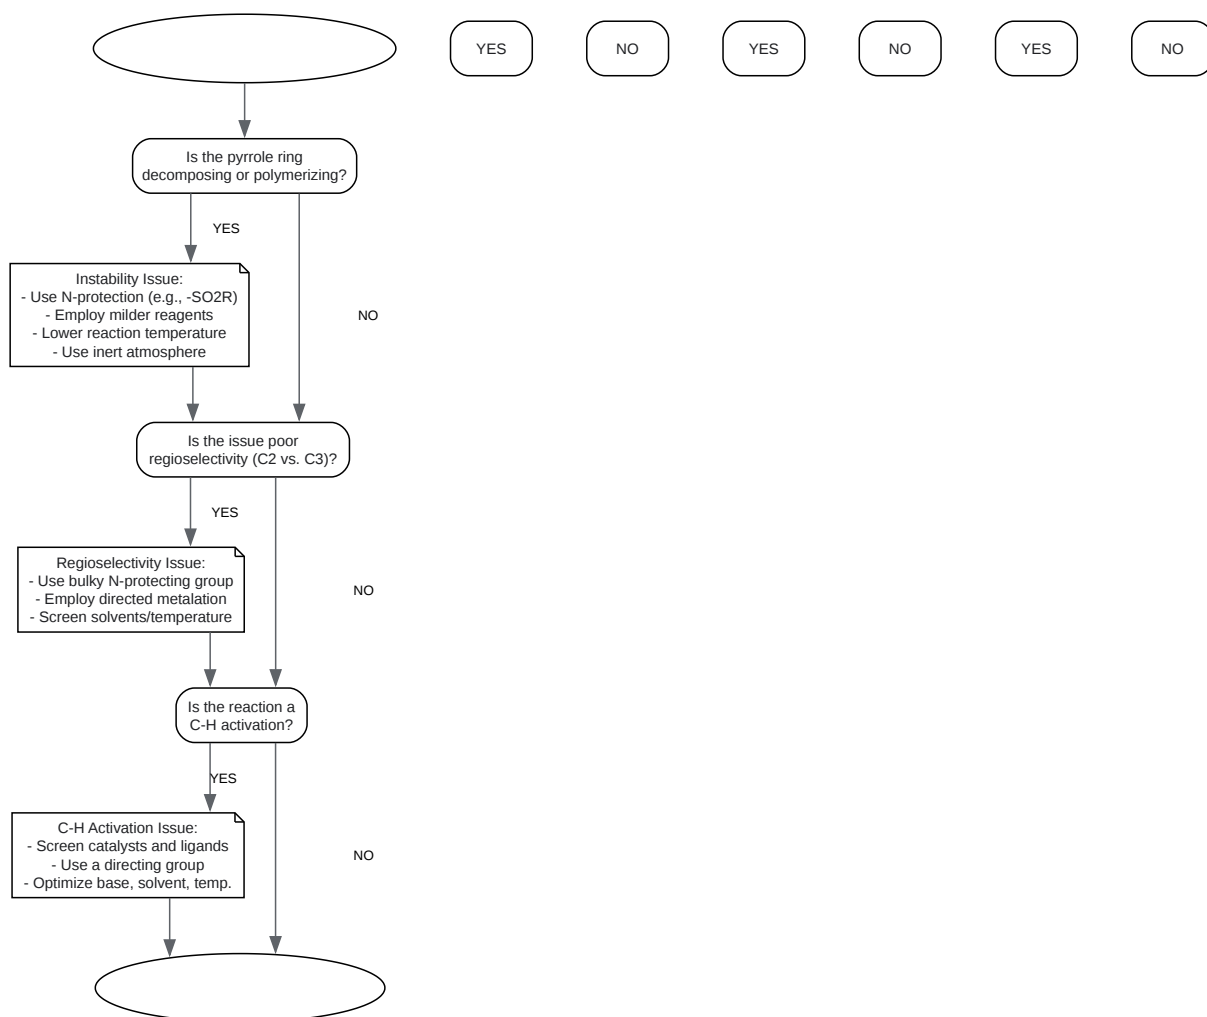 YES
NO
YES
NO
YES
NO
Is the pyrrole ring
decomposing or polymerizing?
YES
Instability Issue:
- Use N-protection (e.g., -SO2R)
- Employ milder reagents
- Lower reaction temperature
- Use inert atmosphere
NO
Is the issue poor
regioselectivity (C2 vs. C3)?
YES
Regioselectivity Issue:
- Use bulky N-protecting group
- Employ directed metalation
- Screen solvents/temperature
NO
Is the reaction a
C-H activation?
YES
C-H Activation Issue:
- Screen catalysts and ligands
- Use a directing group
- Optimize base, solvent, temp.
NO